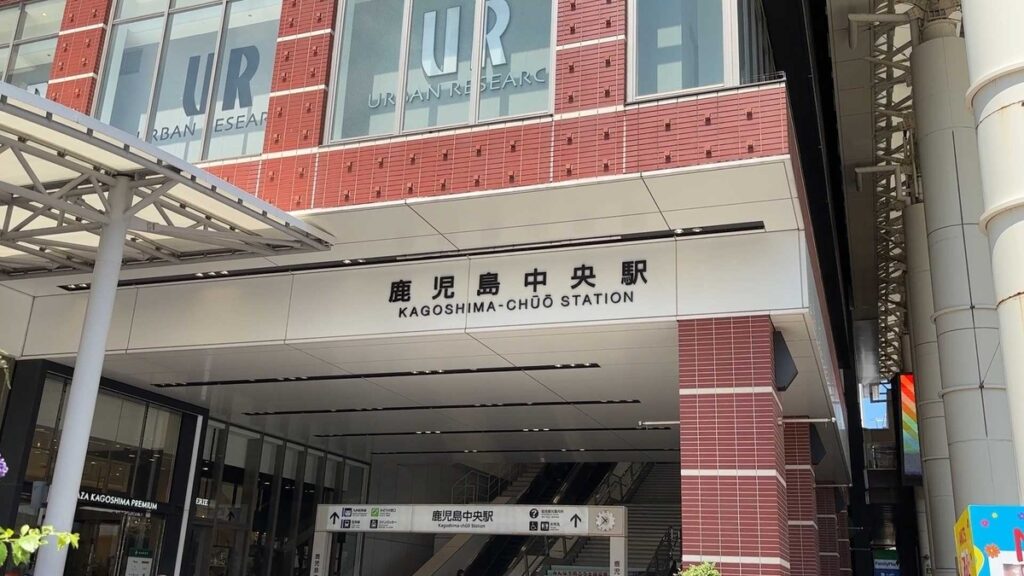 UR
URBAN RESEAR
UR
URBAN RESEARC
鹿児島中央駅
KAGOSHIMA-CHŪŌ STATION
AZA KAGOSHIMA PREMIUM
鹿児島中央駅
Kagoshima-chūō Station